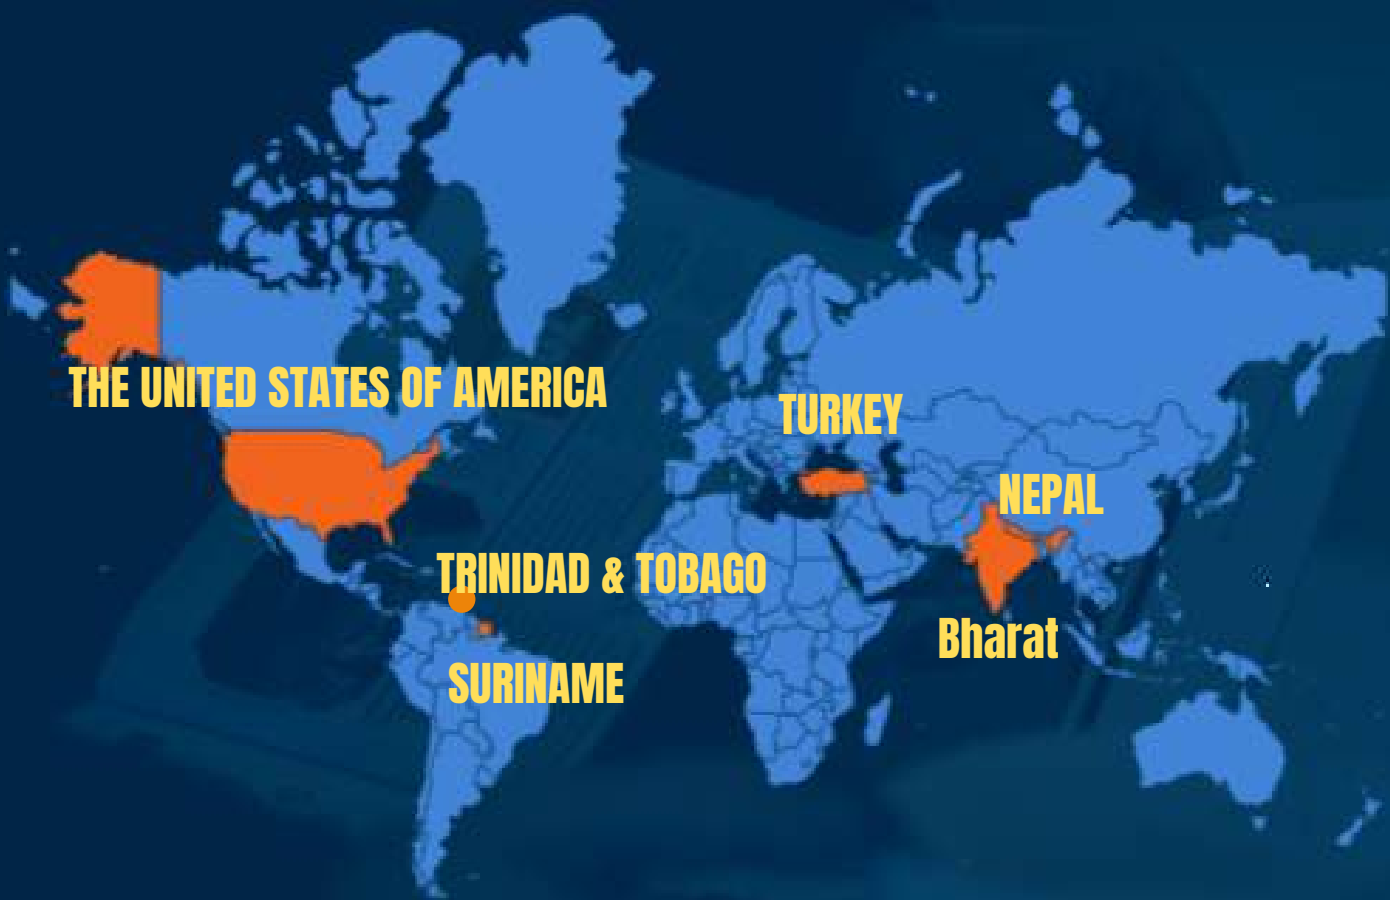 THE UNITED STATES OF AMERICA
TURKEY
NEPAL
TRINIDAD & TOBAGO
Bharat
SURINAME